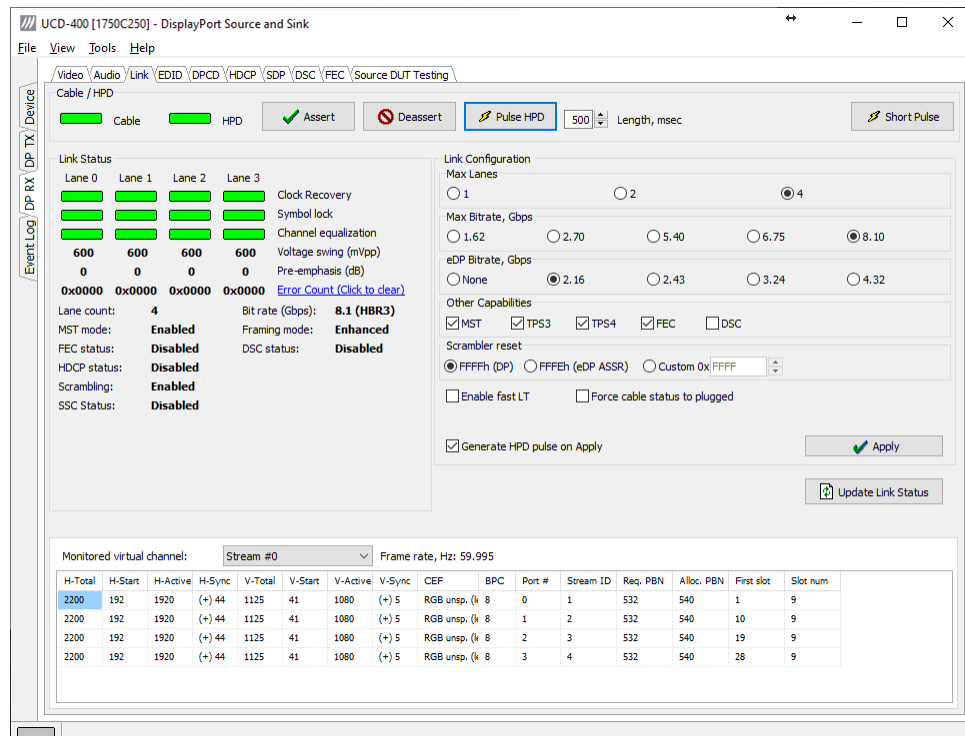 UCD-400 [1750C250] - DisplayPort Source and Sink
File View Tools Help
Video Audio Link EDID DPCD HDCP SDP DSC FEC Source DUT Testing
Device
DP TX
DP RX
Event Log
Cable / HPD
Cable HPD Assert Deassert Pulse HPD 500 Length, msec Short Pulse
Link Status
Lane 0 Lane 1 Lane 2 Lane 3
Clock Recovery
Symbol lock
Channel equalization
600 600 600 600 Voltage swing (mVpp)
0 0 0 0 Pre-emphasis (dB)
0x0000 0x0000 0x0000 0x0000 Error Count (Click to clear)
Lane count: 4 Bit rate (Gbps): 8.1 (HBR3)
MST mode: Enabled Framing mode: Enhanced
FEC status: Disabled DSC status: Disabled
HDCP status: Disabled
Scrambling: Enabled
SSC Status: Disabled
Link Configuration
Max Lanes
1 2 4
Max Bitrate, Gbps
1.62 2.70 5.40 6.75 8.10
eDP Bitrate, Gbps
None 2.16 2.43 3.24 4.32
Other Capabilities
MST TPS3 TPS4 FEC DSC
Scrambler reset
FFFFh (DP) FFFEh (eDP ASSR) Custom 0x FFFF
Enable fast LT Force cable status to plugged
Generate HPD pulse on Apply Apply
Update Link Status
Monitored virtual channel: Stream #0 Frame rate, Hz: 59.995
H-Total H-Start H-Active H-Sync V-Total V-Start V-Active V-Sync CEF BPC Port # Stream ID Req. PBN Alloc. PBN First slot Slot num
2200 192 1920 (+) 44 1125 41 1080 (+) 5 RGB unsp. (le 8 0 1 532 540 1 9
2200 192 1920 (+) 44 1125 41 1080 (+) 5 RGB unsp. (le 8 1 2 532 540 10 9
2200 192 1920 (+) 44 1125 41 1080 (+) 5 RGB unsp. (le 8 2 3 532 540 19 9
2200 192 1920 (+) 44 1125 41 1080 (+) 5 RGB unsp. (le 8 3 4 532 540 28 9